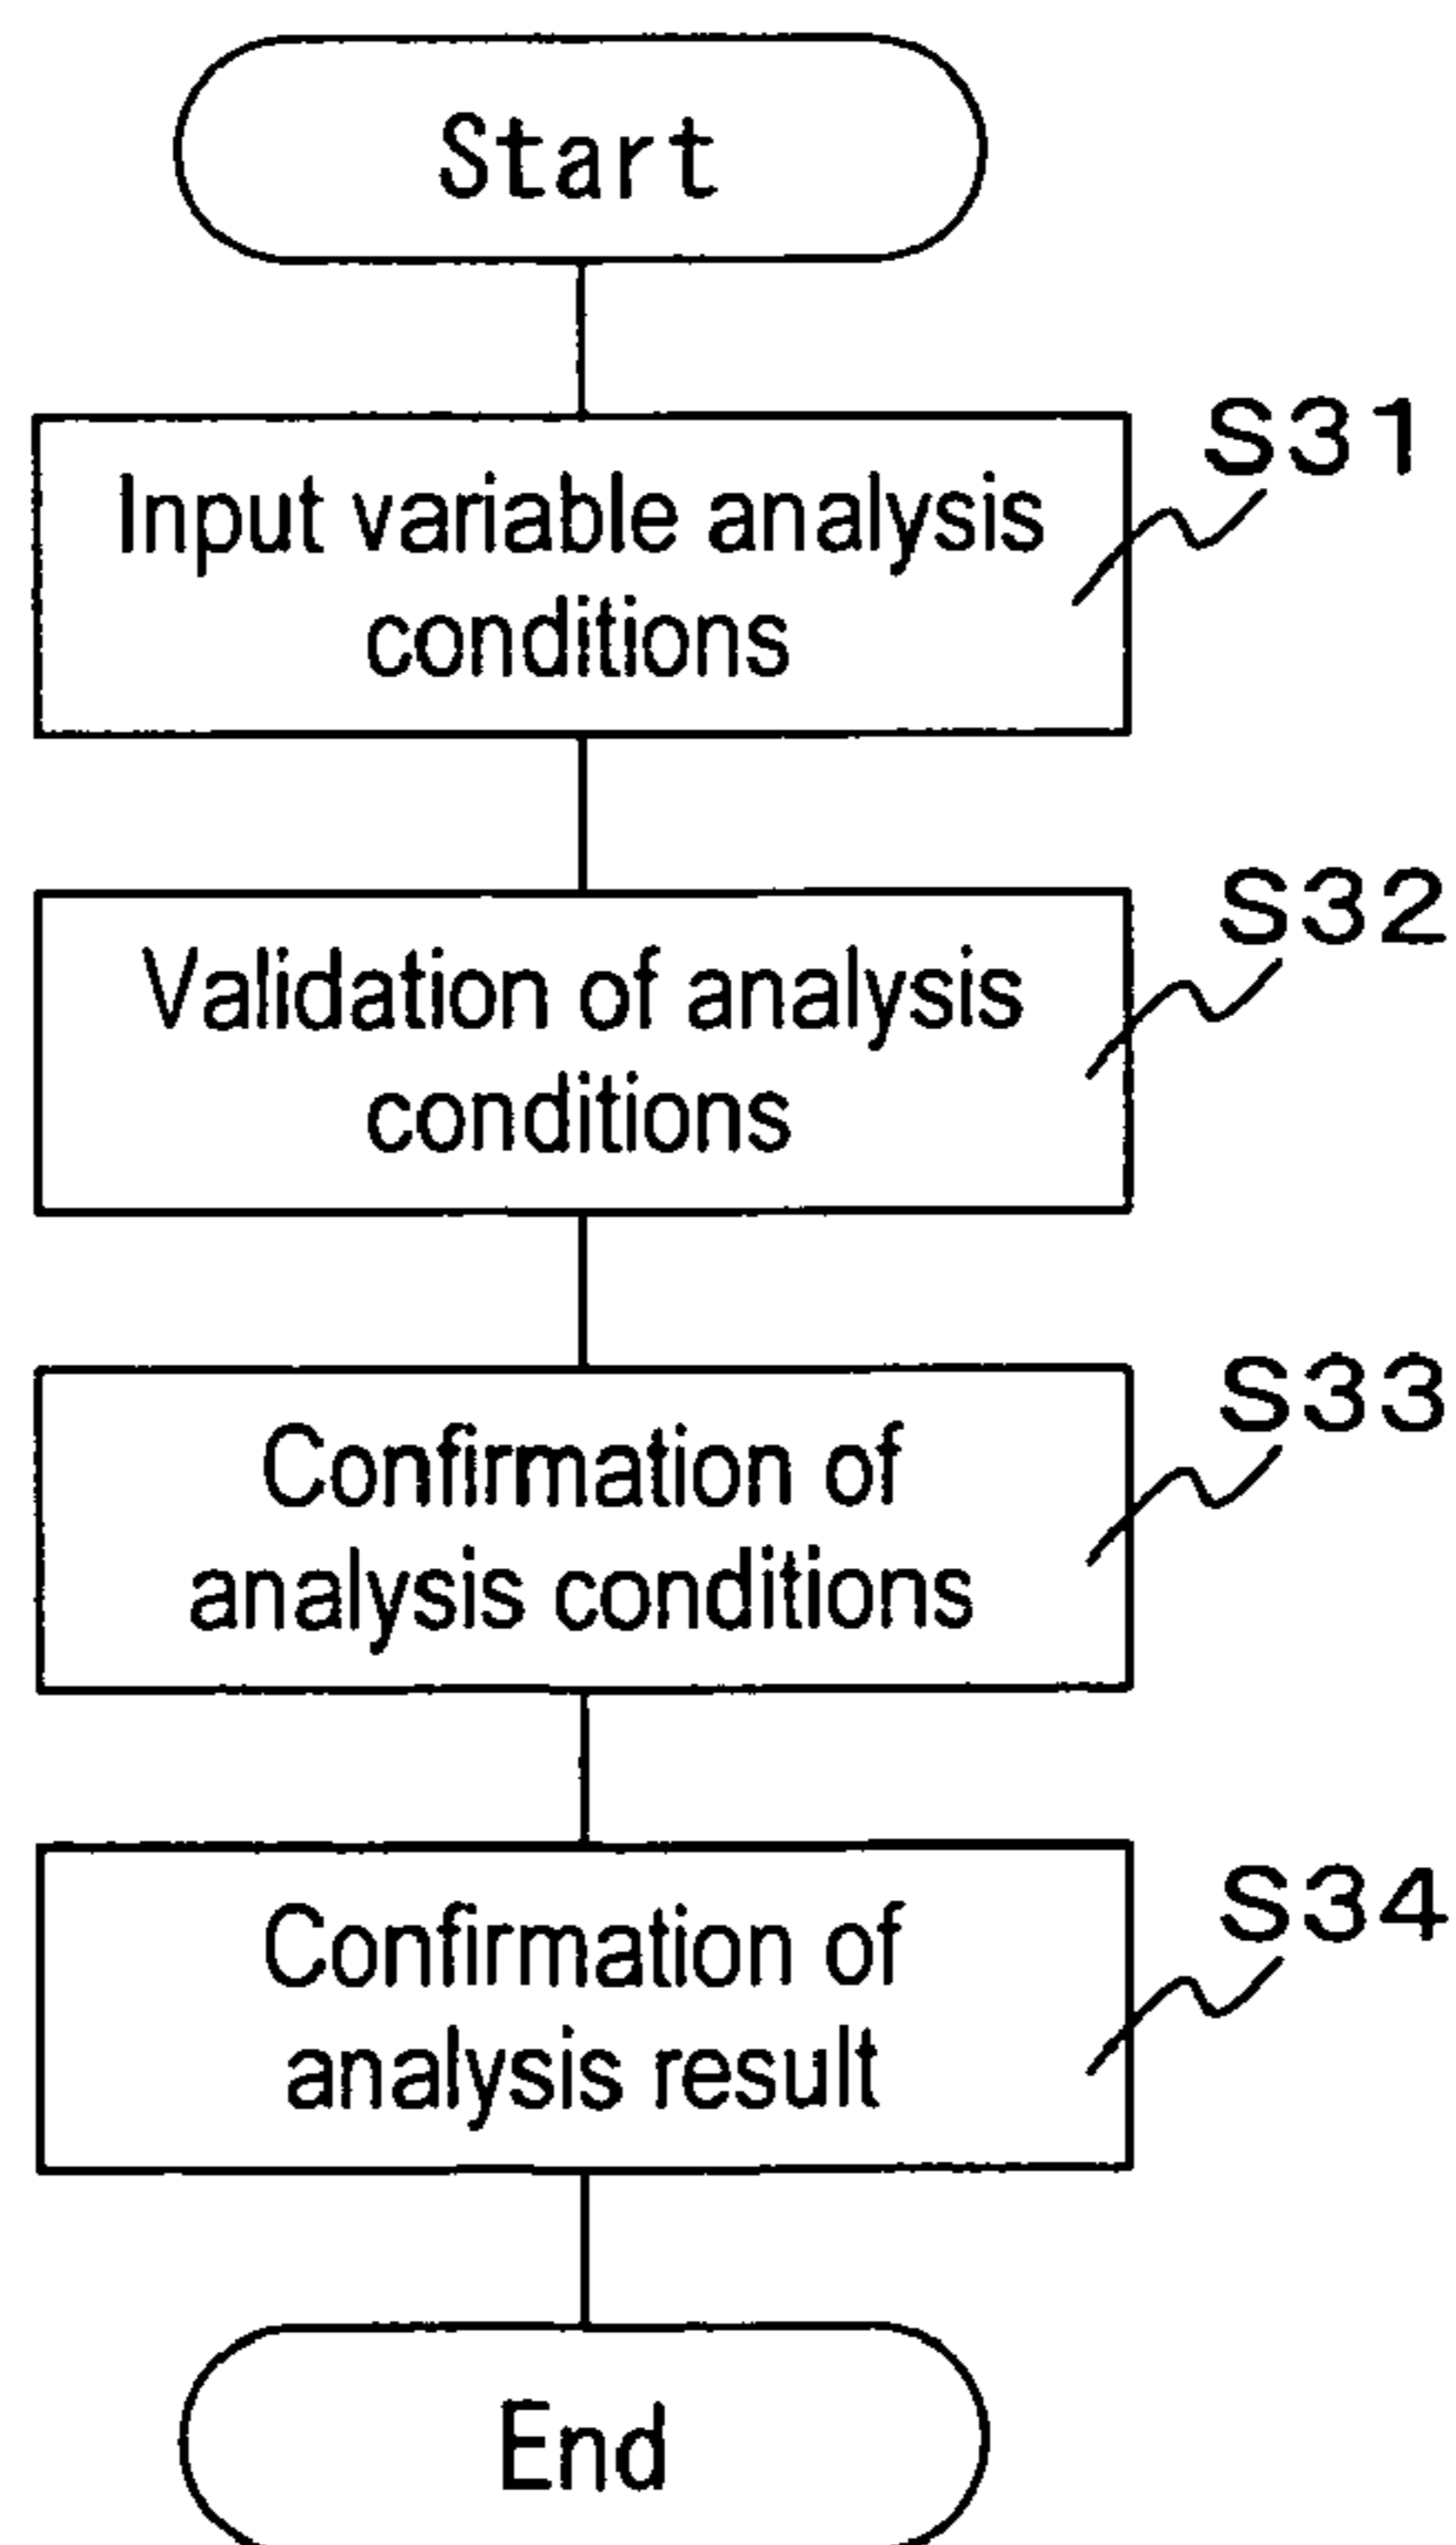 Start
S31
Input variable analysis
conditions
S32
Validation of analysis
conditions
S33
Confirmation of
analysis conditions
S34
Confirmation of
analysis result
End